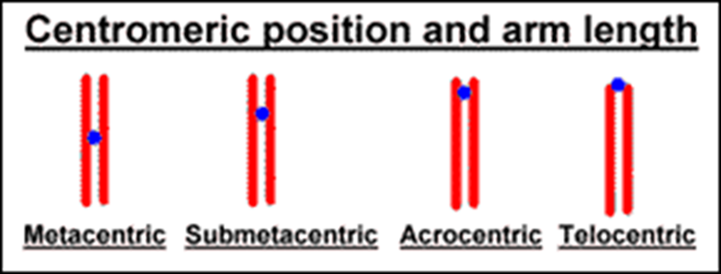 Centromeric position and arm length
Metacentric Submetacentric Acrocentric Telocentric